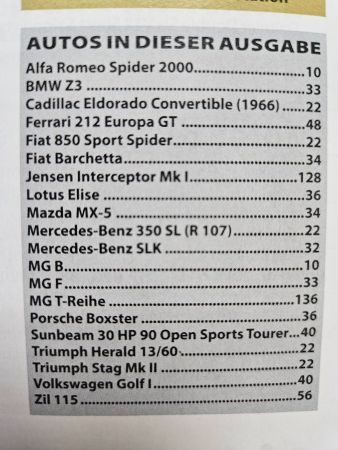 AUTOS IN DIESER AUSGABE
Alfa Romeo Spider 2000..................10
BMW Z3 ..................33
Cadillac Eldorado Convertible (1966) ......22
Ferrari 212 Europa GT ..................48
Fiat 850 Sport Spider..................22
Fiat Barchetta..................34
Jensen Interceptor Mk I..................128
Lotus Elise ..................36
Mazda MX-5 ..................34
Mercedes-Benz 350 SL (R 107)..................22
Mercedes-Benz SLK ..................32
MG B..................10
MG F..................33
MG T-Reihe ..................136
Porsche Boxster ..................36
Sunbeam 30 HP 90 Open Sports Tourer...40
Triumph Herald 13/60..................22
Triumph Stag Mk II ..................22
Volkswagen Golf I..................40
Zil 115 ..................56